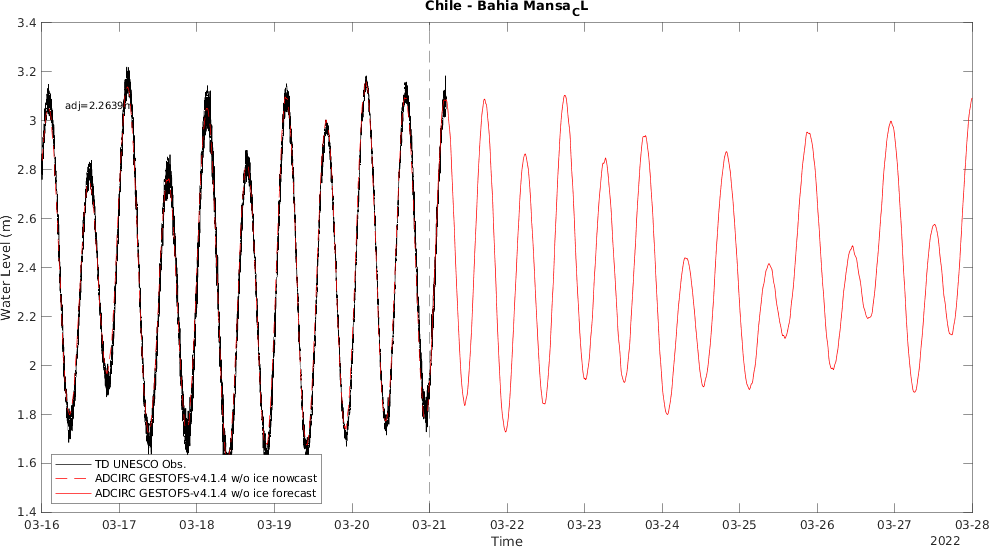 Chile - Bahia Mansa_CL
3.4
3.2
3
2.8
2.6
2.4
2.2
2
1.8
1.6
1.4
Water Level (m)
adj=2.2639m
TD UNESCO Obs.
ADCIRC GESTOFS-v4.1.4 w/o ice nowcast
ADCIRC GESTOFS-v4.1.4 w/o ice forecast
03-16 03-17 03-18 03-19 03-20 03-21 03-22 03-23 03-24 03-25 03-26 03-27 03-28
Time
2022